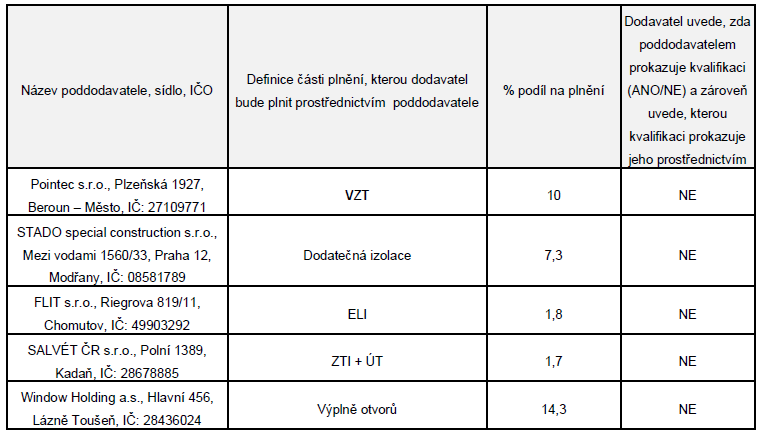 Název poddodavatele, sídlo, IČO
Definice části plnění, kterou dodavatel
bude plnit prostřednictvím poddodavatele
% podíl na plnění
Dodavatel uvede, zda
poddodavatelem
prokazuje kvalifikaci
(ANO/NE) a zároveň
uvede, kterou
kvalifikaci prokazuje
jeho prostřednictvím
Pointec s.r.o., Plzeňská 1927,
Beroun – Město, IČ: 27109771
VZT
10
NE
STADO special construction s.r.o.,
Mezi vodami 1560/33, Praha 12,
Modřany, IČ: 08581789
Dodatečná izolace
7,3
NE
FLIT s.r.o., Riegrova 819/11,
Chomutov, IČ: 49903292
ELI
1,8
NE
SALVÉT ČR s.r.o., Polní 1389,
Kadaň, IČ: 28678885
ZTI + ÚT
1,7
NE
Window Holding a.s., Hlavní 456,
Lázně Toušeň, IČ: 28436024
Výplně otvorů
14,3
NE